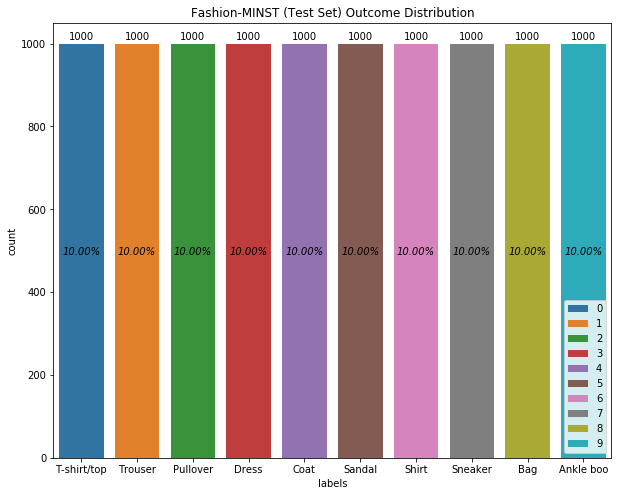 Fashion-MINST (Test Set) Outcome Distribution
1000 1000 1000 1000 1000 1000 1000 1000 1000 1000
1000
800
600
400
200
0
count
10.00% 10.00% 10.00% 10.00% 10.00% 10.00% 10.00% 10.00% 10.00% 10.00%
0
1
2
3
4
5
6
7
8
9
T-shirt/top Trouser Pullover Dress Coat Sandal Shirt Sneaker Bag Ankle boo
labels